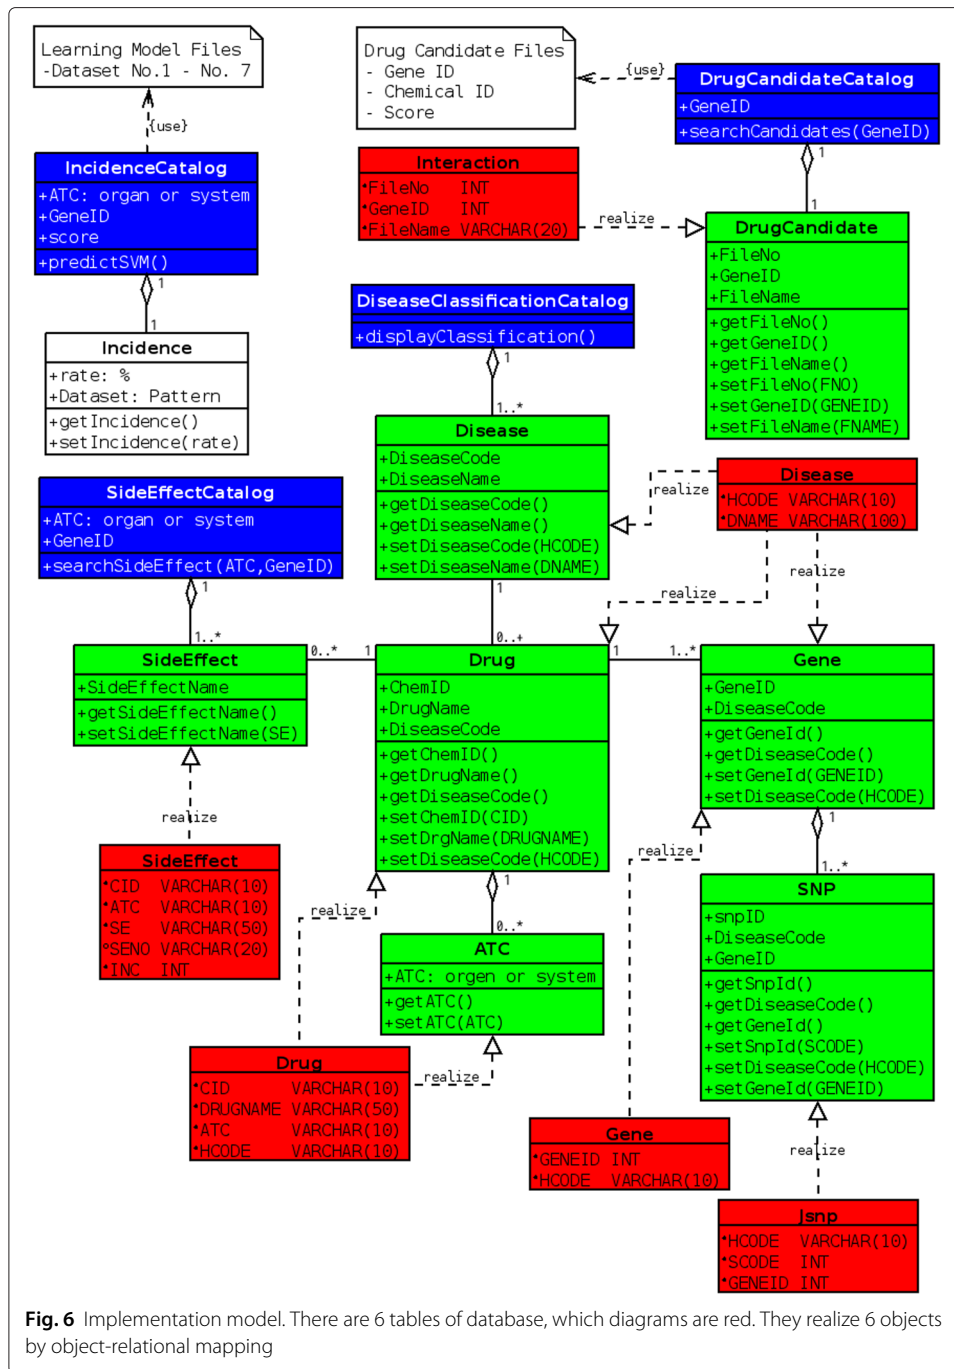 Learning Model Files
-Dataset No.1 - No. 7
{use}
IncidenceCatalog
+ATC: organ or system
+GeneID
+score
+predictSVM()
1
1
Incidence
+rate: %
+Dataset: Pattern
+getIncidence()
+setIncidence(rate)
Drug Candidate Files
- Gene ID
- Chemical ID
- Score
{use}
DrugCandidateCatalog
+GeneID
+searchCandidates(GeneID)
1
1
Interaction
•FileNo INT
•GeneID INT
•FileName VARCHAR(20)
realize
DrugCandidate
+FileNo
+GeneID
+FileName
+getFileNo()
+getGeneID()
+getFileName()
+setFileNo(FNO)
+setGeneID(GENEID)
+setFileName(FNAME)
DiseaseClassificationCatalog
+displayClassification()
1
1..*
Disease
+DiseaseCode
+DiseaseName
+getDiseaseCode()
+getDiseaseName()
+setDiseaseCode(HCODE)
+setDiseaseName(DNAME)
realize
Disease
•HCODE VARCHAR(10)
•DNAME VARCHAR(100)
realize
realize
SideEffectCatalog
+ATC: organ or system
+GeneID
+searchSideEffect(ATC,GeneID)
1
1..*
SideEffect
+SideEffectName
+getSideEffectName()
+setSideEffectName(SE)
0..*
1
1
0..+
Drug
+ChemID
+DrugName
+DiseaseCode
+getChemID()
+getDrugName()
+getDiseaseCode()
+setChemID(CID)
+setDrgName(DRUGNAME)
+setDiseaseCode(HCODE)
1
1..*
Gene
+GeneID
+DiseaseCode
+getGeneId()
+getDiseaseCode()
+setGeneId(GENEID)
+setDiseaseCode(HCODE)
realize
SideEffect
•CID VARCHAR(10)
•ATC VARCHAR(10)
•SE VARCHAR(50)
°SENO VARCHAR(20)
•INC INT
realize
1
0..*
ATC
+ATC: orgen or system
+getATC()
+setATC(ATC)
realize
1
1..*
SNP
+snpID
+DiseaseCode
+GeneID
+getSnpId()
+getDiseaseCode()
+getGeneId()
+setSnpId(SCODE)
+setDiseaseCode(HCODE)
+setGeneId(GENEID)
Drug
•CID VARCHAR(10)
•DRUGNAME VARCHAR(50)
•ATC VARCHAR(10)
•HCODE VARCHAR(10)
realize
Gene
•GENEID INT
•HCODE VARCHAR(10)
realize
Jsnp
•HCODE VARCHAR(10)
•SCODE INT
•GENEID INT
Fig. 6 Implementation model. There are 6 tables of database, which diagrams are red. They realize 6 objects
by object-relational mapping